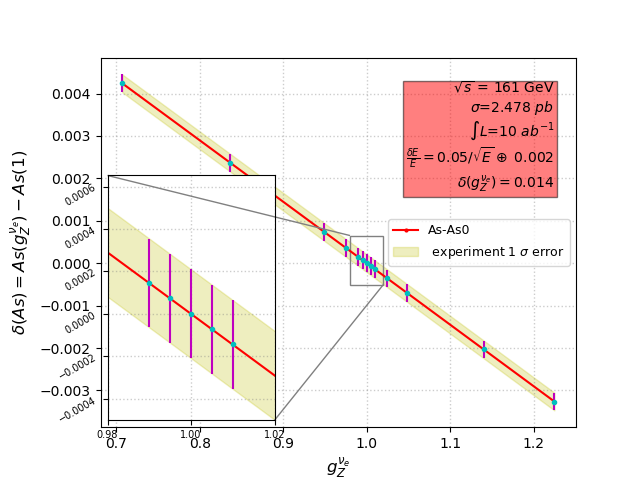 δ(As) = As(g_Z^{ν_e}) − As(1)
0.004
0.003
0.002
0.001
0.000
−0.001
−0.002
−0.003
√s = 161 GeV
σ=2.478 pb
∫L=10 ab⁻¹
δE/E = 0.05/√E ⊕ 0.002
δ(g_Z^{ν_e}) = 0.014
As-As0
experiment 1 σ error
0.0006
0.0004
0.0002
0.0000
−0.0002
−0.0004
0.98 1.00 1.02
0.7 0.8 0.9 1.0 1.1 1.2
g_Z^{ν_e}